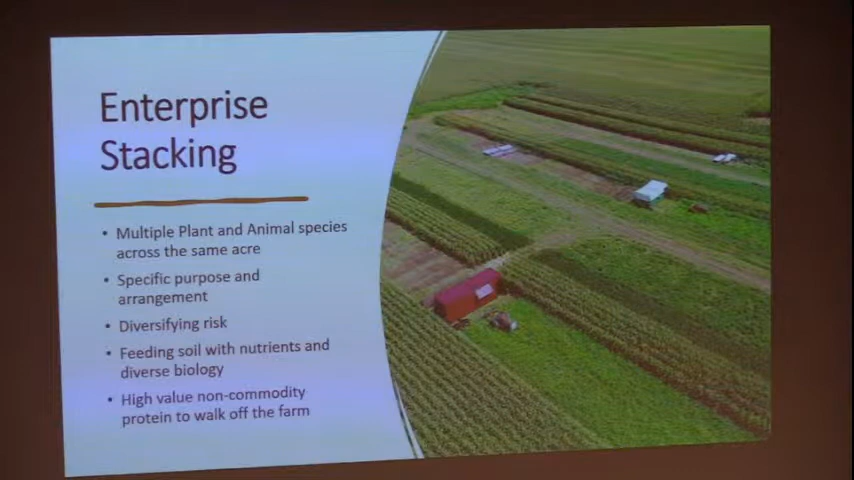 Enterprise
Stacking
• Multiple Plant and Animal species
across the same acre
• Specific purpose and
arrangement
• Diversifying risk
• Feeding soil with nutrients and
diverse biology
• High value non-commodity
protein to walk off the farm